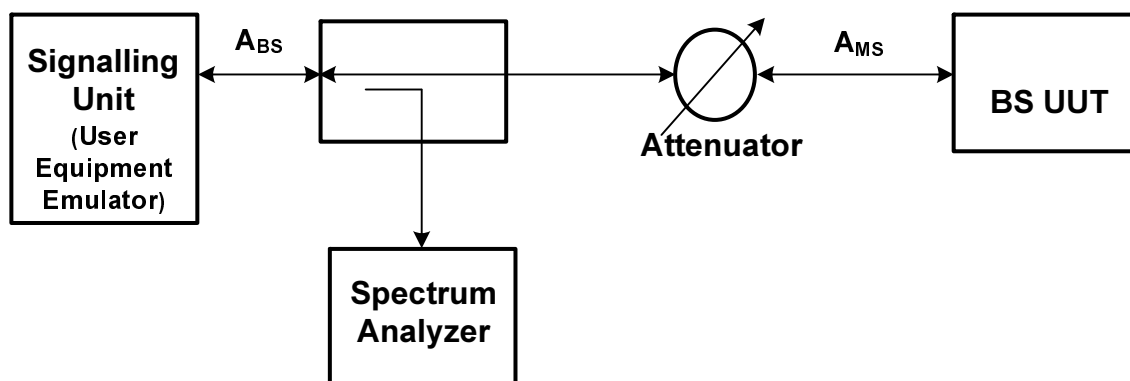 Signalling
Unit
(User
Equipment
Emulator)
ABS
Attenuator
AMS
BS UUT
Spectrum
Analyzer